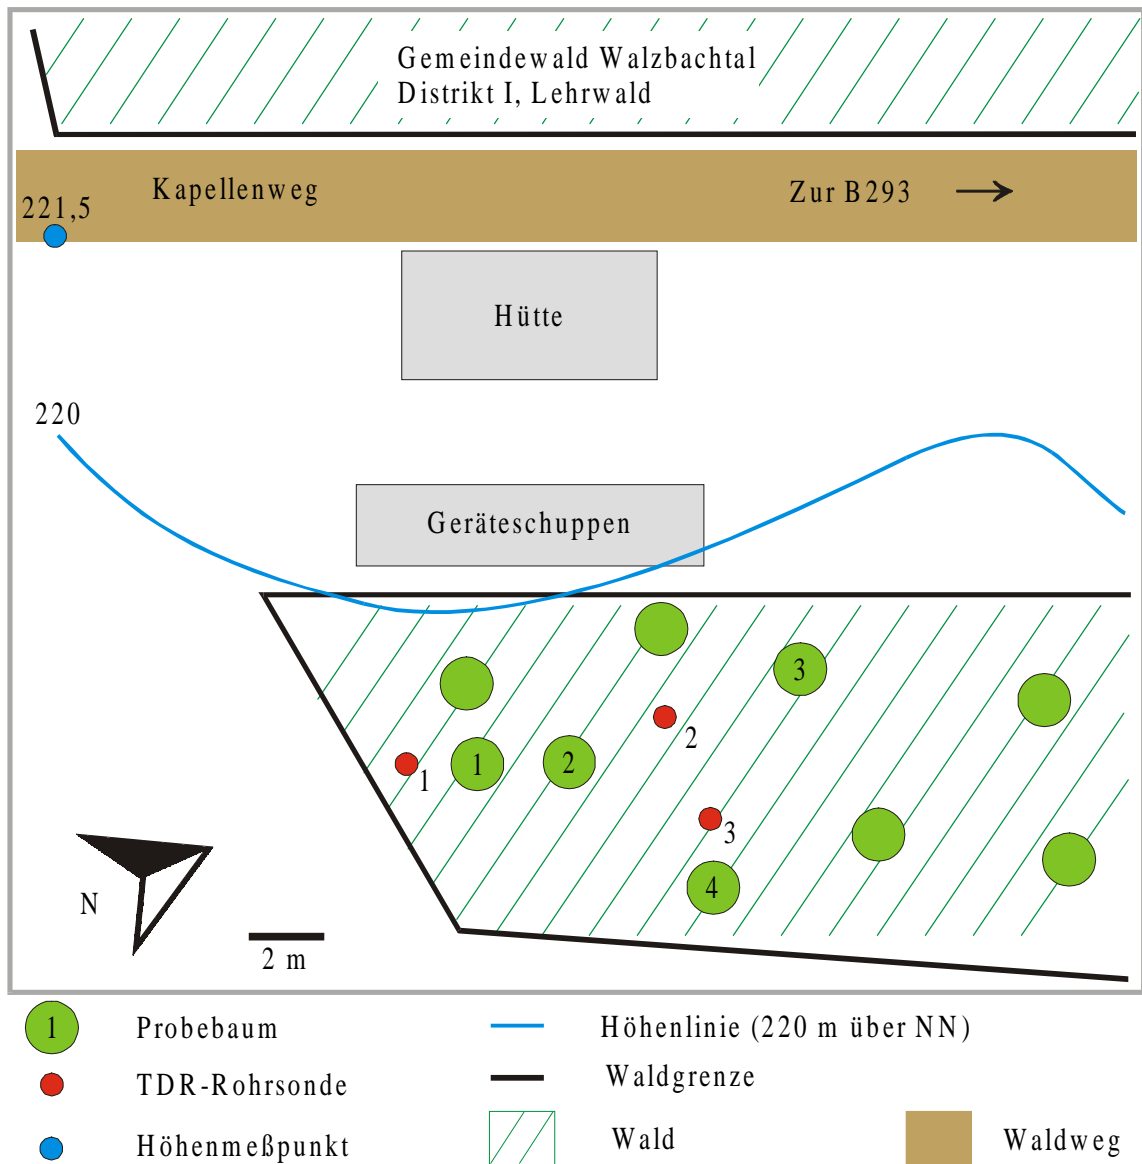 Gemeindewald Walzbachtal
Distrikt I, Lehrwald
Kapellenweg
Zur B293
221,5
Hütte
220
Geräteschuppen
3
2
1
1
2
3
4
N
2 m
1 Probebaum
Höhenlinie (220 m über NN)
TDR-Rohrsonde
Waldgrenze
Höhenmeßpunkt
Wald
Waldweg